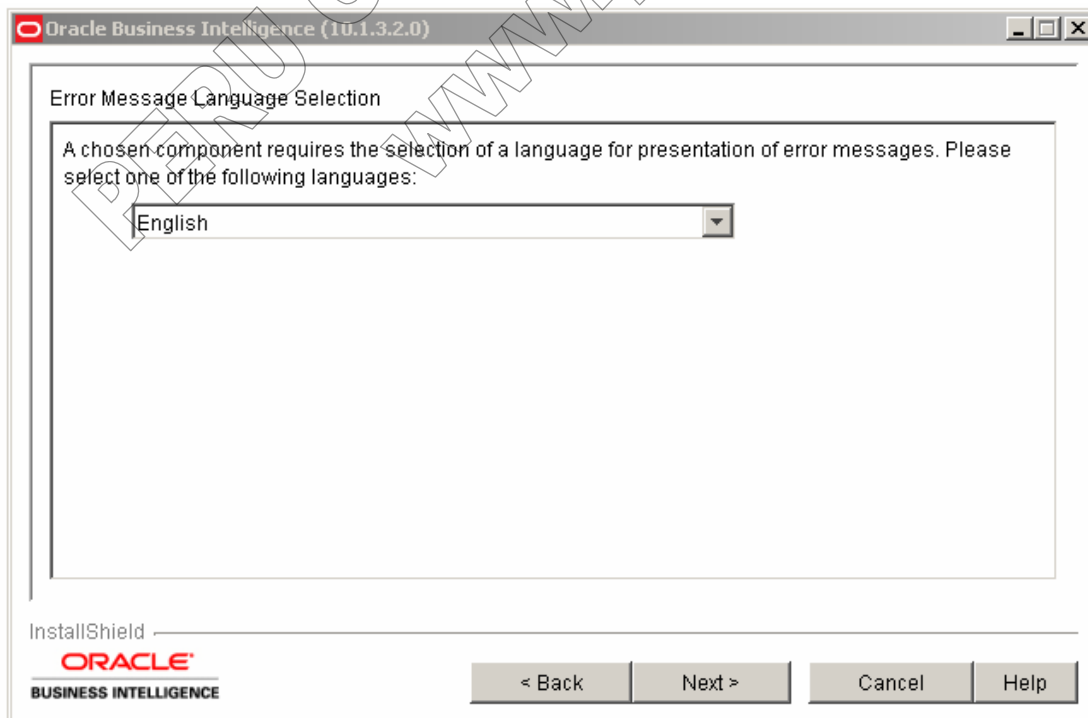 Oracle Business Intelligence (10.1.3.2.0)
Error Message Language Selection
A chosen component requires the selection of a language for presentation of error messages. Please
select one of the following languages:
English
InstallShield
ORACLE
BUSINESS INTELLIGENCE
< Back
Next >
Cancel
Help
PERU